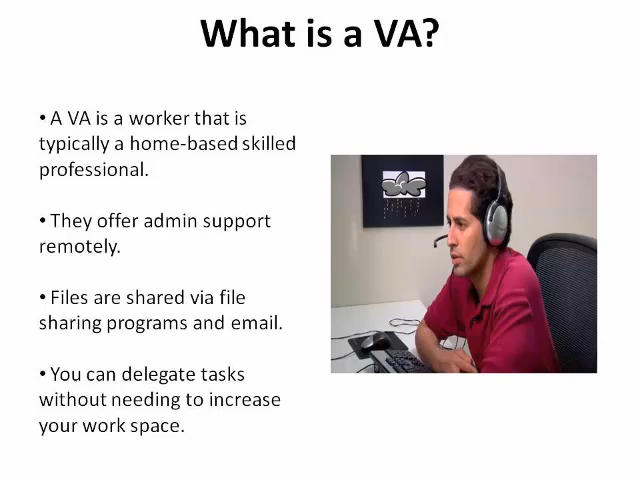 What is a VA?
• A VA is a worker that is
typically a home-based skilled
professional.
• They offer admin support
remotely.
• Files are shared via file
sharing programs and email.
• You can delegate tasks
without needing to increase
your work space.